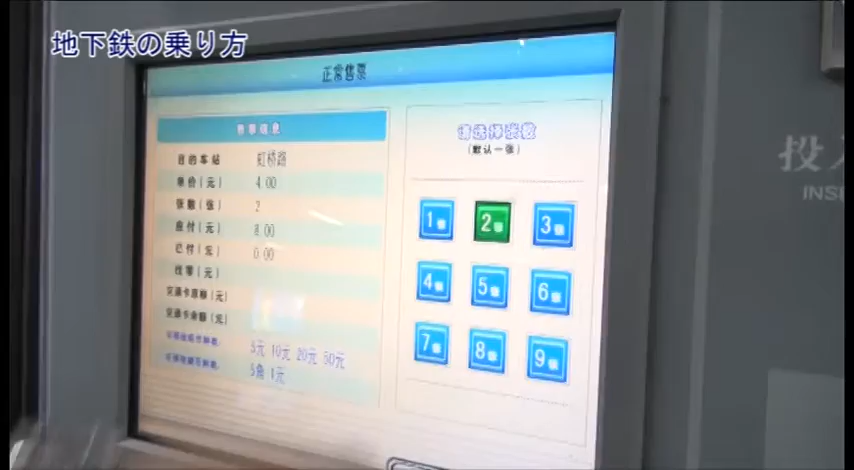 地下鉄の乗り方
正常售票
售票信息
目的车站 虹桥路
单价(元) 4.00
张数(张) 2
应付(元) 8.00
已付(元) 0.00
找零(元)
交通卡原额(元)
交通卡余额(元)
5元 10元 20元 50元
5角 1元
请选择张数
(默认一张)
1张 2张 3张
4张 5张 6张
7张 8张 9张
投入
INS